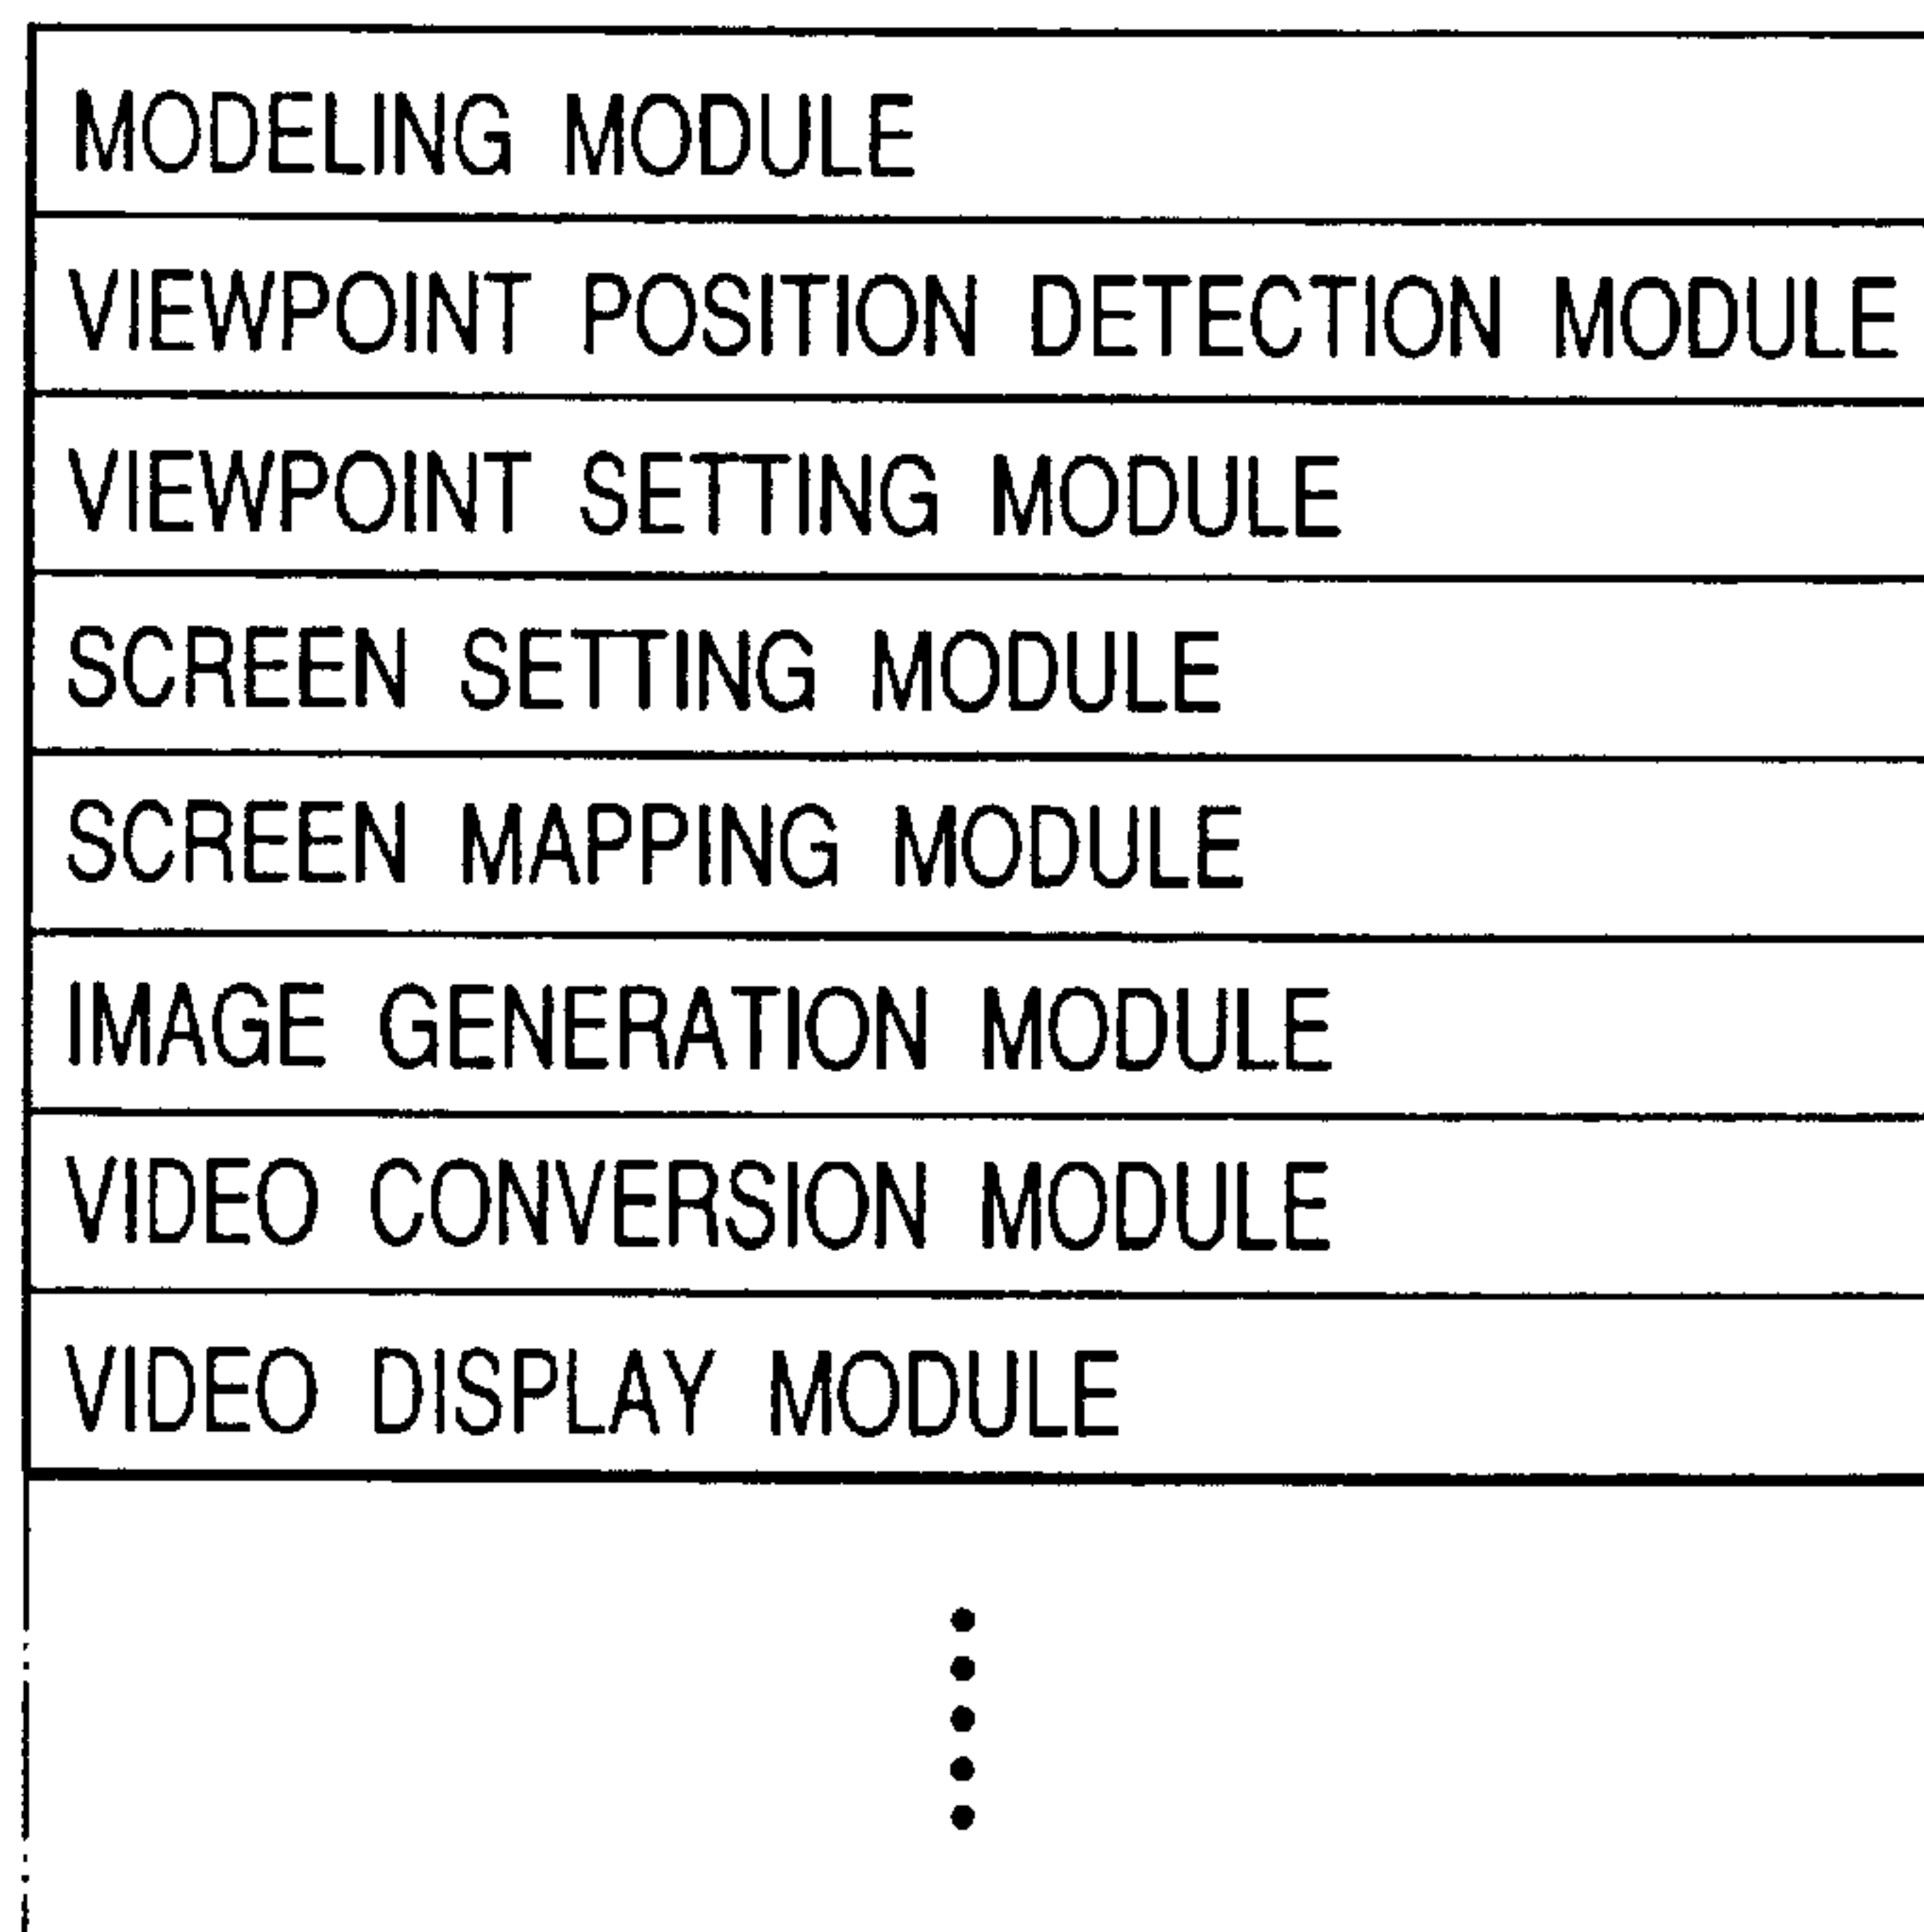 MODELING MODULE
VIEWPOINT POSITION DETECTION MODULE
VIEWPOINT SETTING MODULE
SCREEN SETTING MODULE
SCREEN MAPPING MODULE
IMAGE GENERATION MODULE
VIDEO CONVERSION MODULE
VIDEO DISPLAY MODULE